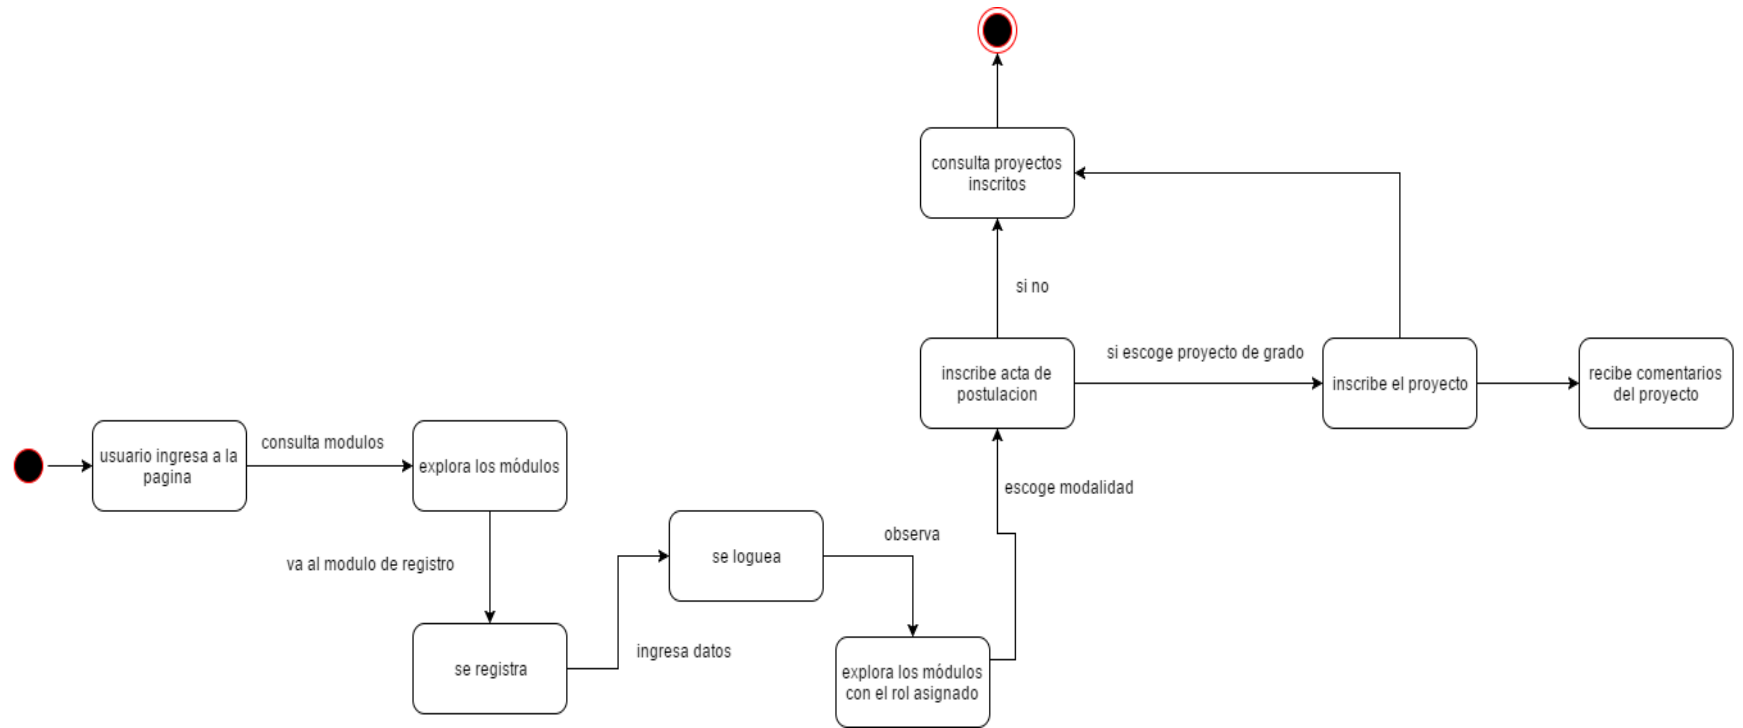 consulta proyectos
inscritos
si no
inscribe acta de
postulacion
si escoge proyecto de grado
inscribe el proyecto
recibe comentarios
del proyecto
usuario ingresa a la
pagina
consulta modulos
explora los módulos
escoge modalidad
va al modulo de registro
se loguea
observa
se registra
ingresa datos
explora los módulos
con el rol asignado